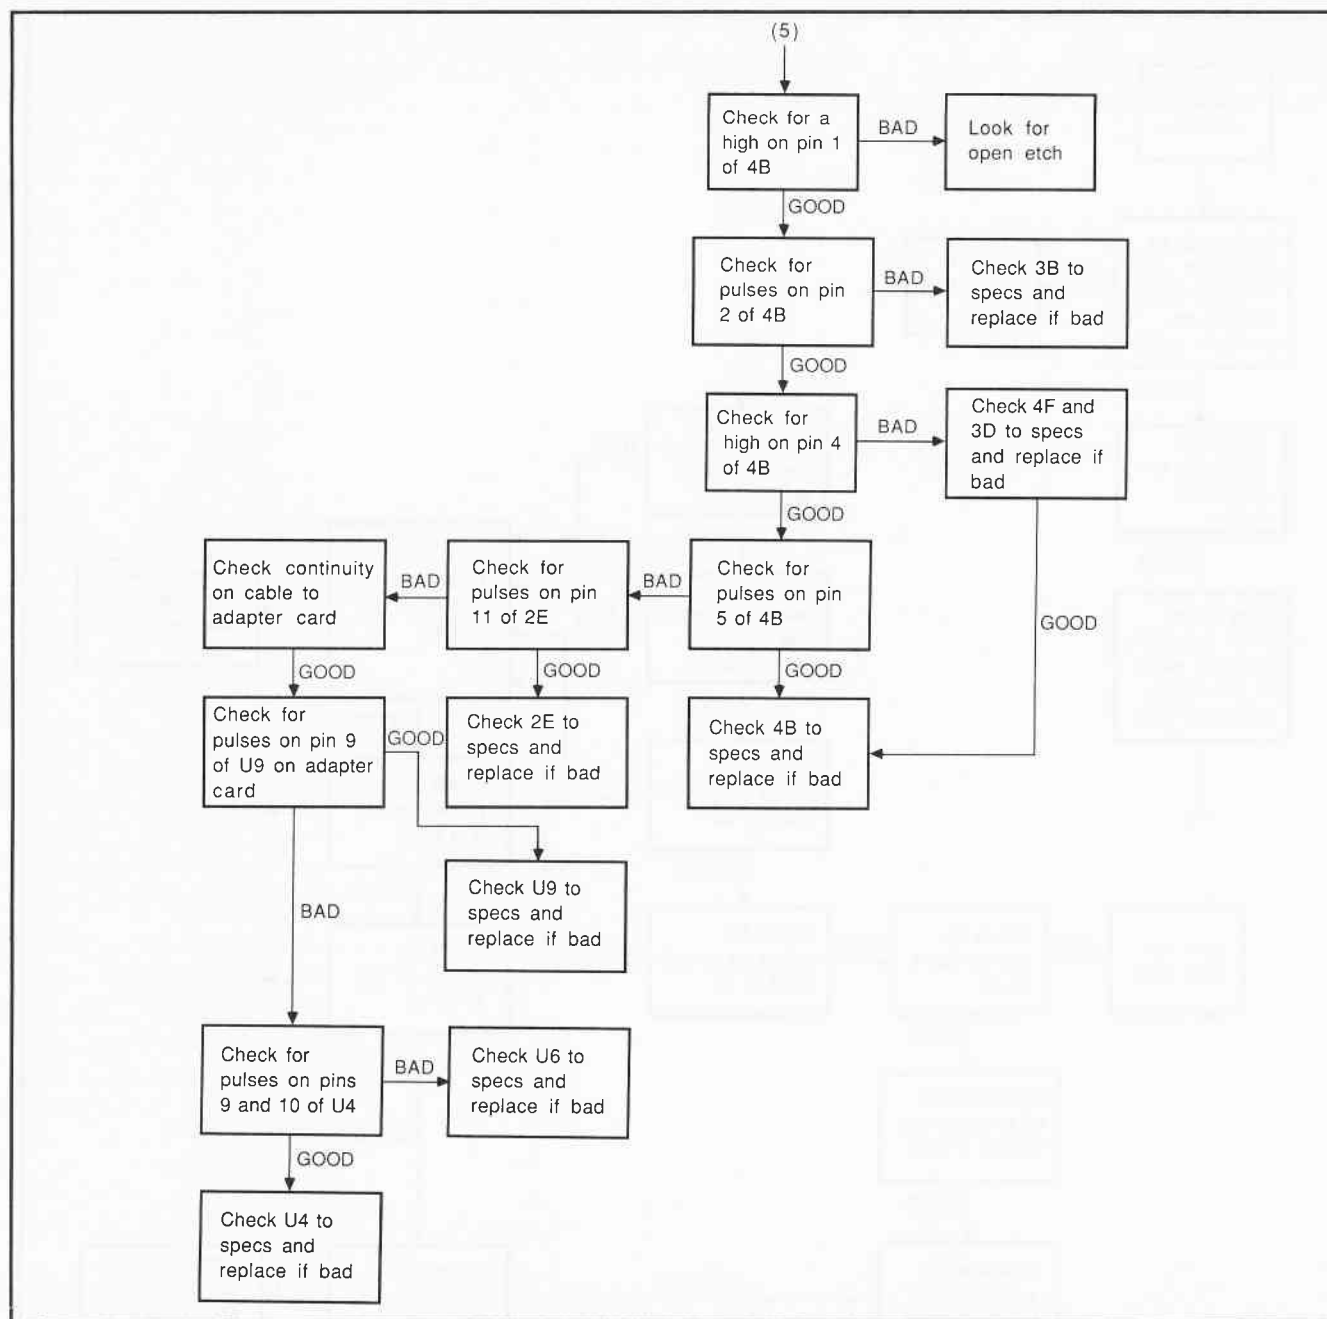 (5)
Check for a
high on pin 1
of 4B
BAD
Look for
open etch
GOOD
Check for
pulses on pin
2 of 4B
BAD
Check 3B to
specs and
replace if bad
GOOD
Check for
high on pin 4
of 4B
BAD
Check 4F and
3D to specs
and replace if
bad
GOOD
GOOD
Check for
pulses on pin
5 of 4B
BAD
Check for
pulses on pin
11 of 2E
BAD
Check continuity
on cable to
adapter card
GOOD
GOOD
GOOD
Check for
pulses on pin 9
of U9 on adapter
card
GOOD
Check 2E to
specs and
replace if bad
Check 4B to
specs and
replace if bad
Check U9 to
specs and
replace if bad
BAD
Check for
pulses on pins
9 and 10 of U4
BAD
Check U6 to
specs and
replace if bad
GOOD
Check U4 to
specs and
replace if bad